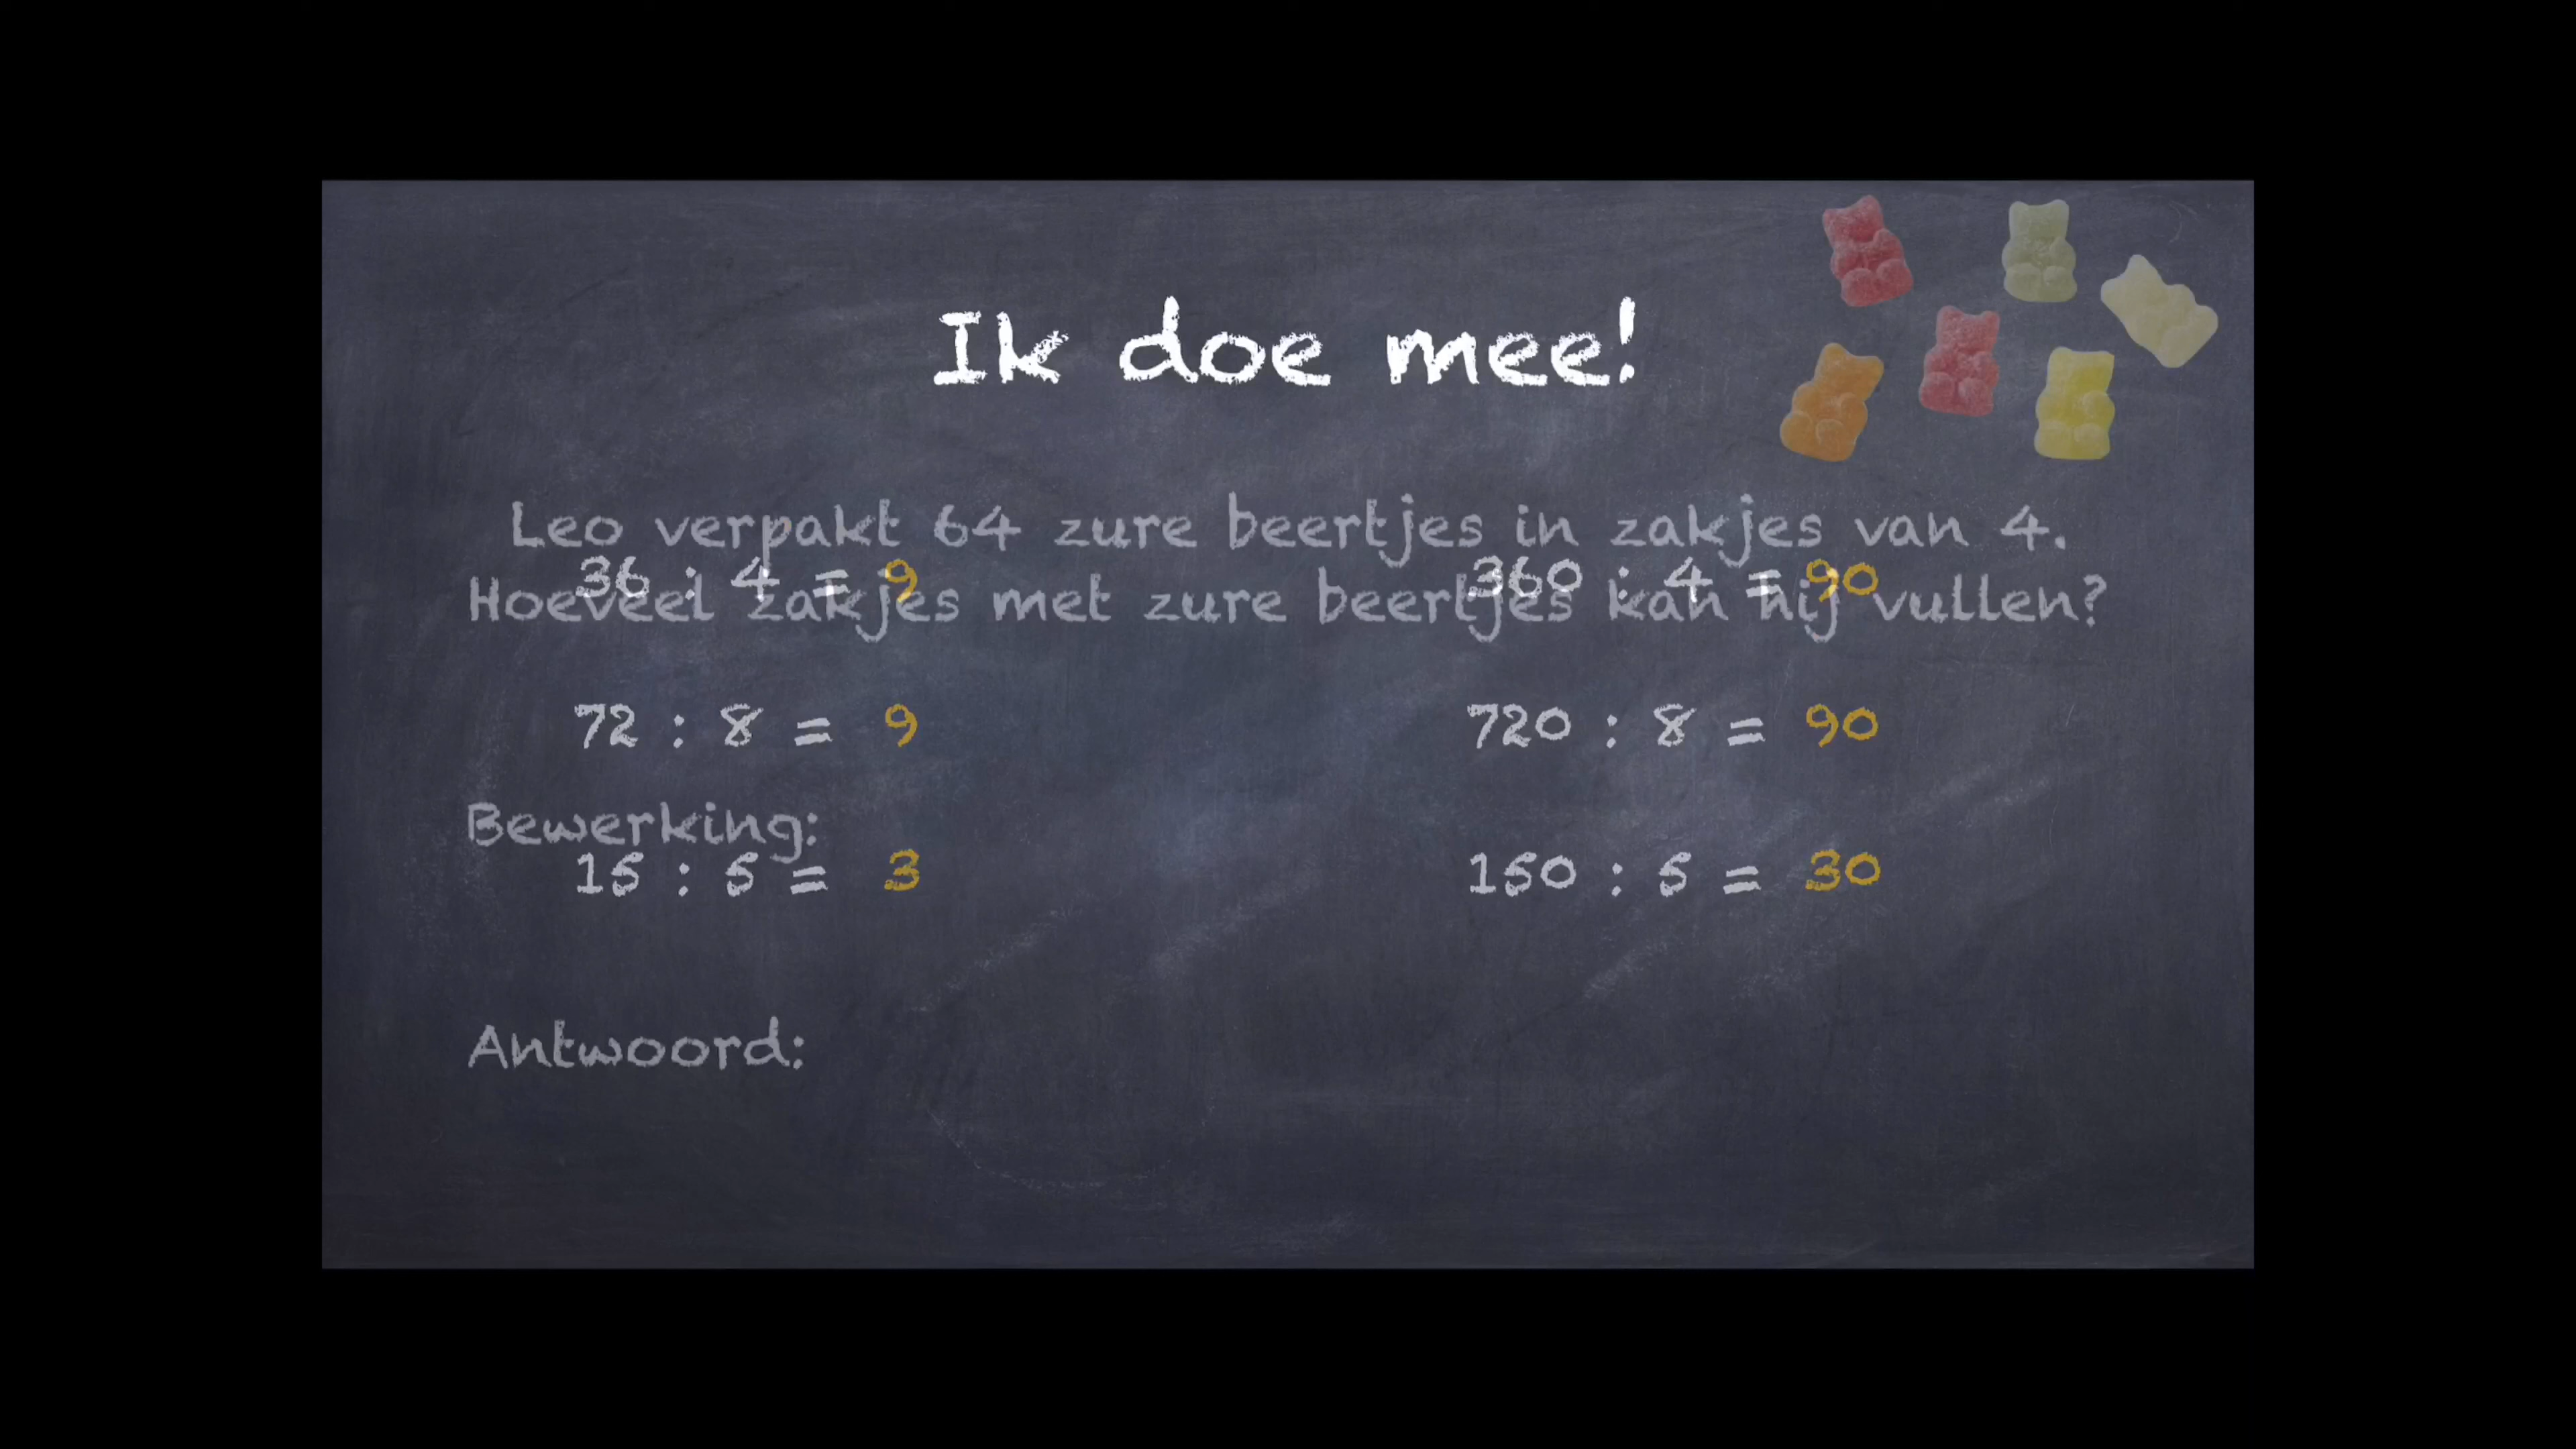 Ik doe mee!
Leo verpakt 64 zure beertjes in zakjes van 4.
Hoeveel zakjes met zure beertjes kan hij vullen?
36 : 4 = 9
360 : 4 = 90
72 : 8 = 9
720 : 8 = 90
Bewerking:
15 : 5 = 3
150 : 5 = 30
Antwoord: